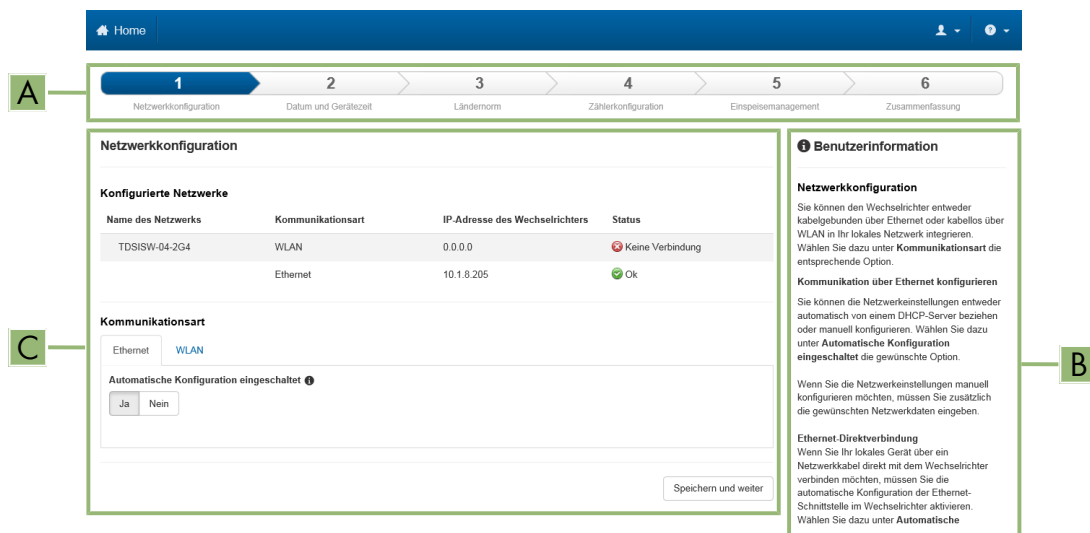 Home
A
1 2 3 4 5 6
Netzwerkkonfiguration Datum und Gerätezeit Ländernorm Zählerkonfiguration Einspeisemanagement Zusammenfassung
C
Netzwerkkonfiguration
Konfigurierte Netzwerke
Name des Netzwerks Kommunikationsart IP-Adresse des Wechselrichters Status
TDSISW-04-2G4 WLAN 0.0.0.0 Keine Verbindung
Ethernet 10.1.8.205 Ok
Kommunikationsart
Ethernet WLAN
Automatische Konfiguration eingeschaltet
Ja Nein
Speichern und weiter
B
Benutzerinformation
Netzwerkkonfiguration
Sie können den Wechselrichter entweder
kabelgebunden über Ethernet oder kabellos über
WLAN in Ihr lokales Netzwerk integrieren.
Wählen Sie dazu unter Kommunikationsart die
entsprechende Option.
Kommunikation über Ethernet konfigurieren
Sie können die Netzwerkeinstellungen entweder
automatisch von einem DHCP-Server beziehen
oder manuell konfigurieren. Wählen Sie dazu
unter Automatische Konfiguration
eingeschaltet die gewünschte Option.
Wenn Sie die Netzwerkeinstellungen manuell
konfigurieren möchten, müssen Sie zusätzlich
die gewünschten Netzwerkdaten eingeben.
Ethernet-Direktverbindung
Wenn Sie Ihr lokales Gerät über ein
Netzwerkkabel direkt mit dem Wechselrichter
verbinden möchten, müssen Sie die
automatische Konfiguration der Ethernet-
Schnittstelle im Wechselrichter aktivieren.
Wählen Sie dazu unter Automatische